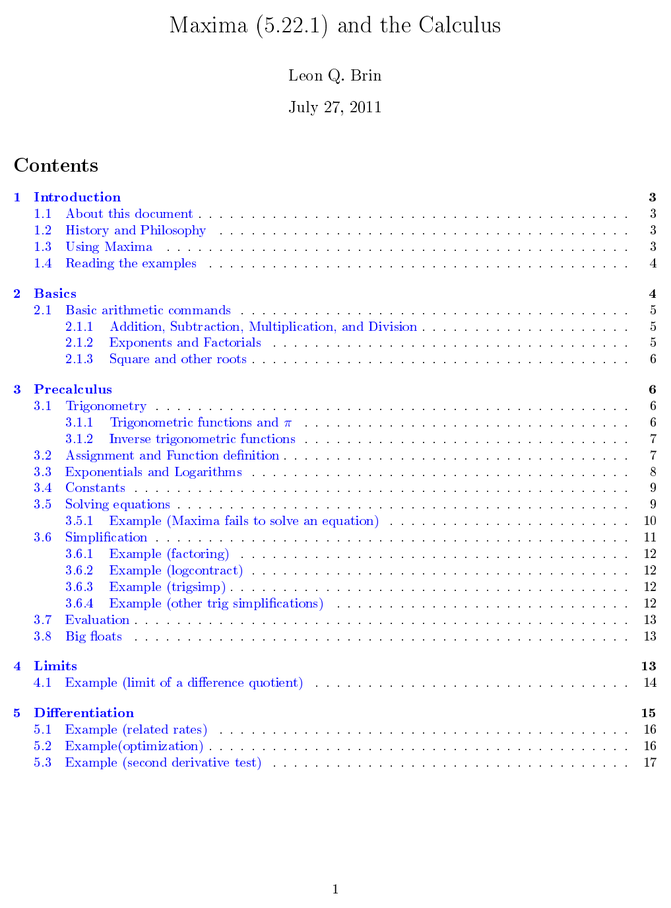 Maxima (5.22.1) and the Calculus
Leon Q. Brin
July 27, 2011
Contents
1 Introduction 3
1.1 About this document . . . . . . . . . . . . . . . . . . . . 3
1.2 History and Philosophy . . . . . . . . . . . . . . . . . . . . 3
1.3 Using Maxima . . . . . . . . . . . . . . . . . . . . 3
1.4 Reading the examples . . . . . . . . . . . . . . . . . . . . 4
2 Basics 4
2.1 Basic arithmetic commands . . . . . . . . . . . . . . . . . . . . 5
2.1.1 Addition, Subtraction, Multiplication, and Division . . . . . . . . . . . . . . . . . . . . 5
2.1.2 Exponents and Factorials . . . . . . . . . . . . . . . . . . . . 5
2.1.3 Square and other roots . . . . . . . . . . . . . . . . . . . . 6
3 Precalculus 6
3.1 Trigonometry . . . . . . . . . . . . . . . . . . . . 6
3.1.1 Trigonometric functions and π . . . . . . . . . . . . . . . . . . . . 6
3.1.2 Inverse trigonometric functions . . . . . . . . . . . . . . . . . . . . 7
3.2 Assignment and Function definition . . . . . . . . . . . . . . . . . . . . 7
3.3 Exponentials and Logarithms . . . . . . . . . . . . . . . . . . . . 8
3.4 Constants . . . . . . . . . . . . . . . . . . . . 9
3.5 Solving equations . . . . . . . . . . . . . . . . . . . . 9
3.5.1 Example (Maxima fails to solve an equation) . . . . . . . . . . . . . . . . . . . . 10
3.6 Simplification . . . . . . . . . . . . . . . . . . . . 11
3.6.1 Example (factoring) . . . . . . . . . . . . . . . . . . . . 12
3.6.2 Example (logcontract) . . . . . . . . . . . . . . . . . . . . 12
3.6.3 Example (trigsimp) . . . . . . . . . . . . . . . . . . . . 12
3.6.4 Example (other trig simplifications) . . . . . . . . . . . . . . . . . . . . 12
3.7 Evaluation . . . . . . . . . . . . . . . . . . . . 13
3.8 Big floats . . . . . . . . . . . . . . . . . . . . 13
4 Limits 13
4.1 Example (limit of a difference quotient) . . . . . . . . . . . . . . . . . . . . 14
5 Differentiation 15
5.1 Example (related rates) . . . . . . . . . . . . . . . . . . . . 16
5.2 Example(optimization) . . . . . . . . . . . . . . . . . . . . 16
5.3 Example (second derivative test) . . . . . . . . . . . . . . . . . . . . 17
1